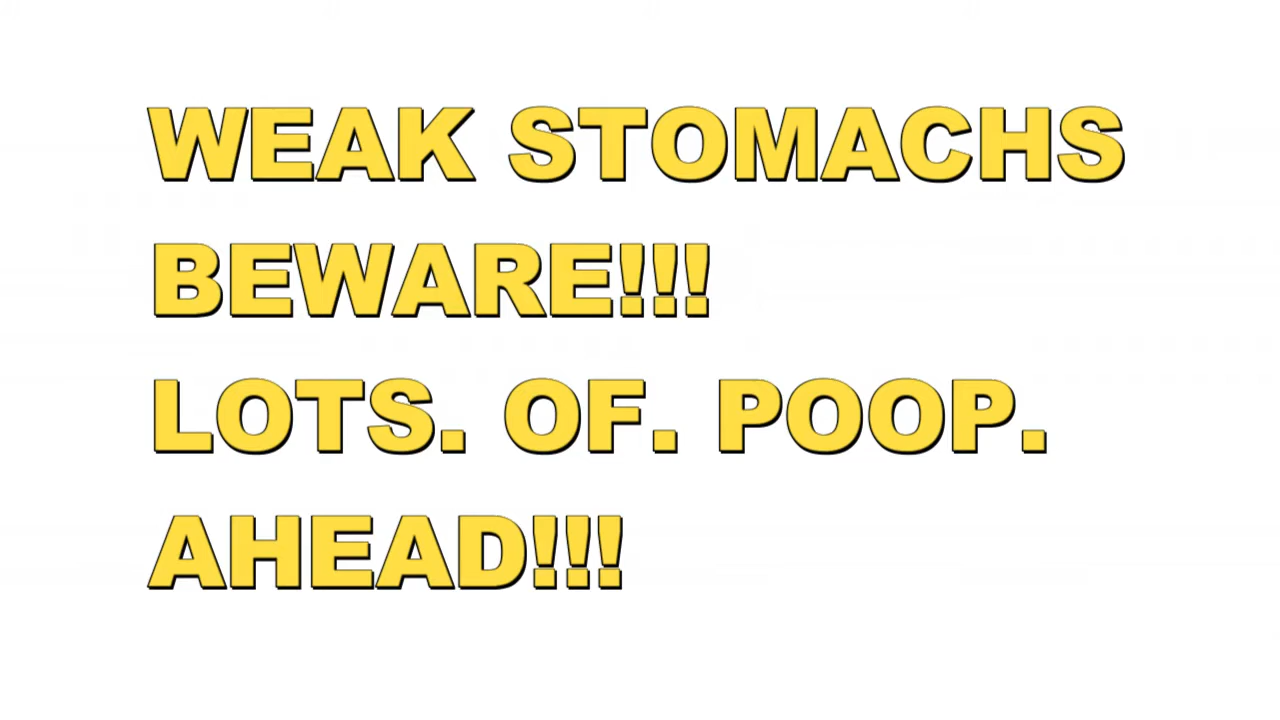 WEAK STOMACHS
BEWARE!!!
LOTS. OF. POOP.
AHEAD!!!